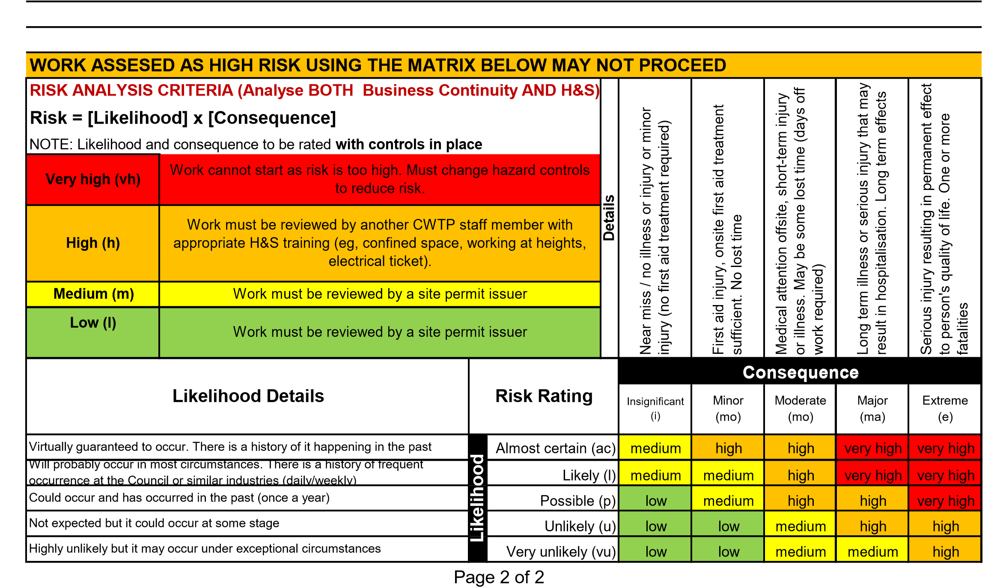 WORK ASSESED AS HIGH RISK USING THE MATRIX BELOW MAY NOT PROCEED
RISK ANALYSIS CRITERIA (Analyse BOTH  Business Continuity AND H&S)
Risk = [Likelihood] x [Consequence]
NOTE: Likelihood and consequence to be rated with controls in place
Very high (vh)
Work cannot start as risk is too high. Must change hazard controls
to reduce risk.
High (h)
Work must be reviewed by another CWTP staff member with
appropriate H&S training (eg, confined space, working at heights,
electrical ticket).
Medium (m)
Work must be reviewed by a site permit issuer
Low (l)
Work must be reviewed by a site permit issuer
Details
Near miss / no illness or injury or minor
injury (no first aid treatment required)
First aid injury, onsite first aid treatment
sufficient. No lost time
Medical attention offsite, short-term injury
or illness. May be some lost time (days off
work required)
Long term illness or serious injury that may
result in hospitalisation. Long term effects
Serious injury resulting in permanent effect
to person's quality of life. One or more
fatalities
Likelihood Details
Risk Rating
Consequence
Insignificant
(i)
Minor
(mo)
Moderate
(mo)
Major
(ma)
Extreme
(e)
Likelihood
Virtually guaranteed to occur. There is a history of it happening in the past
Almost certain (ac)
medium
high
high
very high
very high
Will probably occur in most circumstances. There is a history of frequent
occurrence at the Council or similar industries (daily/weekly)
Likely (l)
medium
medium
high
very high
very high
Could occur and has occurred in the past (once a year)
Possible (p)
low
medium
high
high
very high
Not expected but it could occur at some stage
Unlikely (u)
low
low
medium
high
high
Highly unlikely but it may occur under exceptional circumstances
Very unlikely (vu)
low
low
medium
medium
high
Page 2 of 2